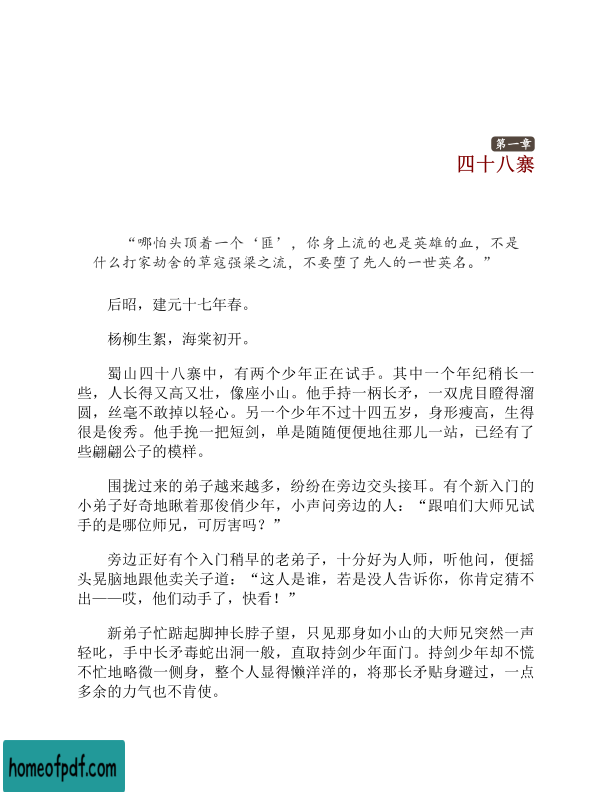 第一章
四十八寨
“哪怕头顶着一个‘匪’，你身上流的也是英雄的血，不是
什么打家劫舍的草寇强梁之流，不要堕了先人的一世英名。”
后昭，建元十七年春。
杨柳生絮，海棠初开。
蜀山四十八寨中，有两个少年正在试手。其中一个年纪稍长一
些，人长得又高又壮，像座小山。他手持一柄长矛，一双虎目瞪得溜
圆，丝毫不敢掉以轻心。另一个少年不过十四五岁，身形瘦高，生得
很是俊秀。他手挽一把短剑，单是随随便便地往那儿一站，已经有了
些翩翩公子的模样。
围拢过来的弟子越来越多，纷纷在旁边交头接耳。有个新入门的
小弟子好奇地瞅着那俊俏少年，小声问旁边的人：“跟咱们大师兄试
手的是哪位师兄，可厉害吗？”
旁边正好有个入门稍早的老弟子，十分好为人师，听他问，便摇
头晃脑地跟他卖关子道：“这人是谁，若是没人告诉你，你肯定猜不
出——哎，他们动手了，快看！”
新弟子忙踮起脚抻长脖子望，只见那身如小山的大师兄突然一声
轻叱，手中长矛毒蛇出洞一般，直取持剑少年面门。持剑少年却不慌
不忙地略微一侧身，整个人显得懒洋洋的，将那长矛贴身避过，一点
多余的力气也不肯使。
homeofpdf.com